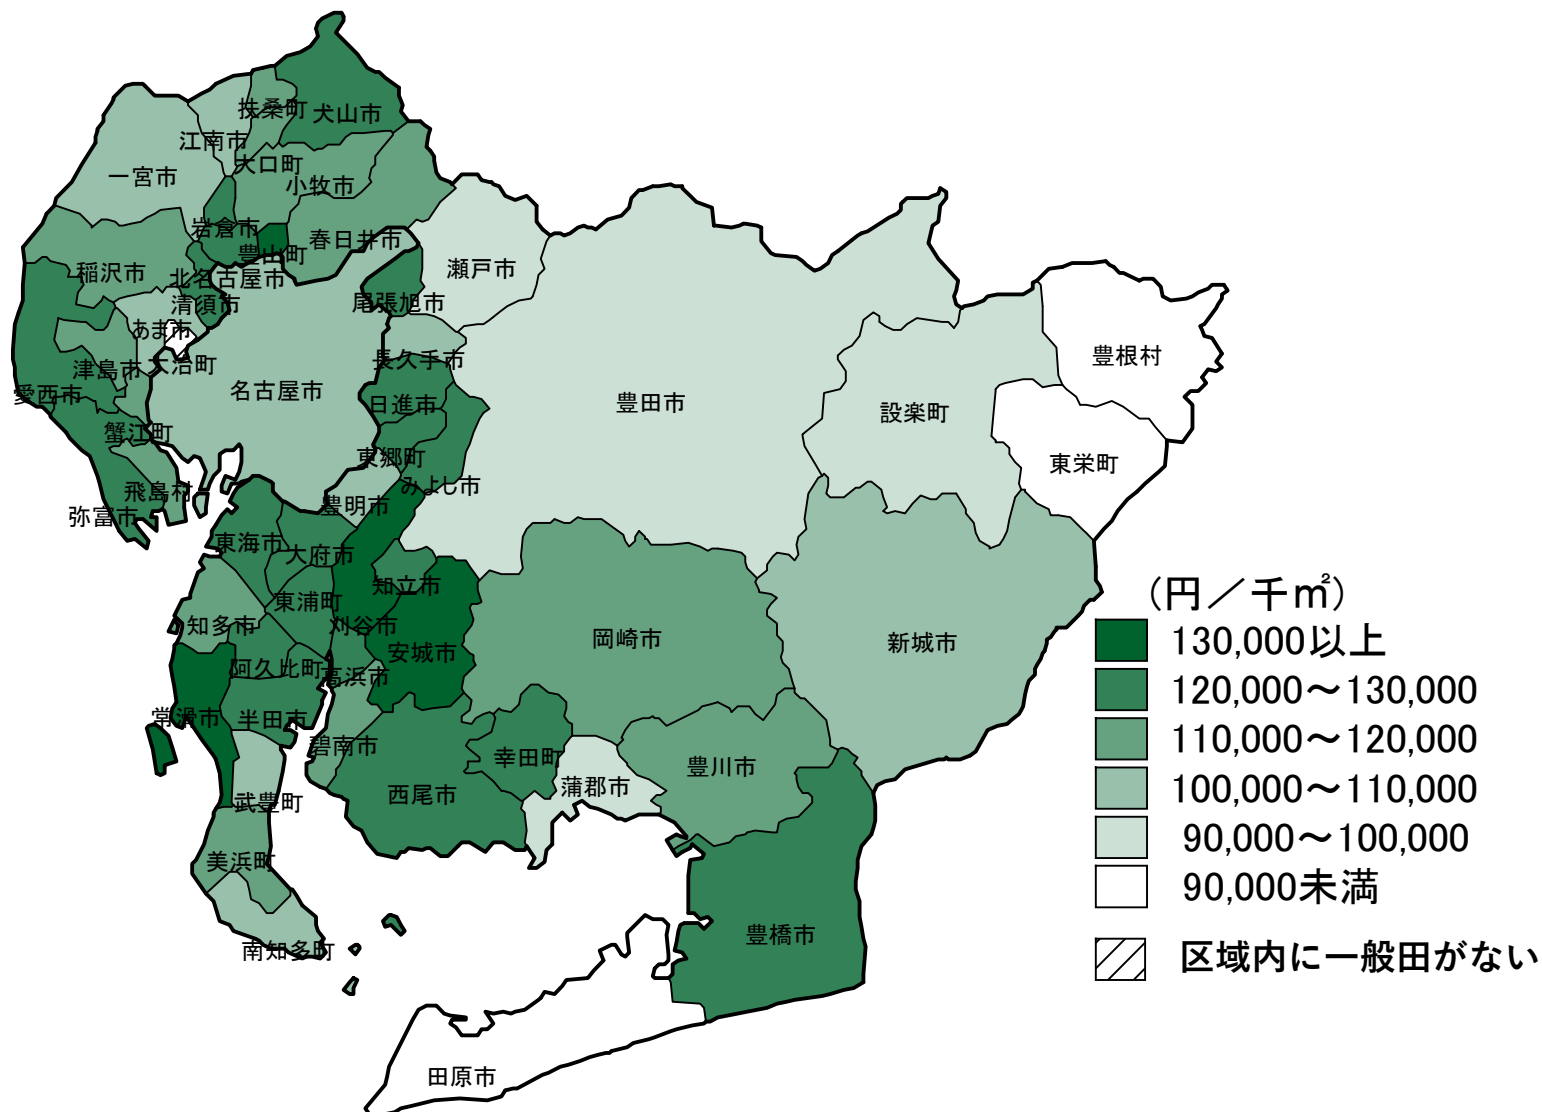 扶桑町
犬山市
江南市
大口町
一宮市
小牧市
岩倉市
春日井市
豊山町
稲沢市
北名古屋市
瀬戸市
清須市
尾張旭市
あま市
大治町
長久手市
津島市
愛西市
名古屋市
日進市
豊田市
設楽町
豊根村
蟹江町
東郷町
東栄町
みよし市
飛島村
豊明市
弥富市
東海市
大府市
知立市
東浦町
知多市
刈谷市
安城市
岡崎市
新城市
阿久比町
高浜市
常滑市
半田市
碧南市
幸田町
豊川市
西尾市
蒲郡市
武豊町
美浜町
南知多町
豊橋市
田原市
(円／千㎡)
130,000以上
120,000～130,000
110,000～120,000
100,000～110,000
90,000～100,000
90,000未満
区域内に一般田がない